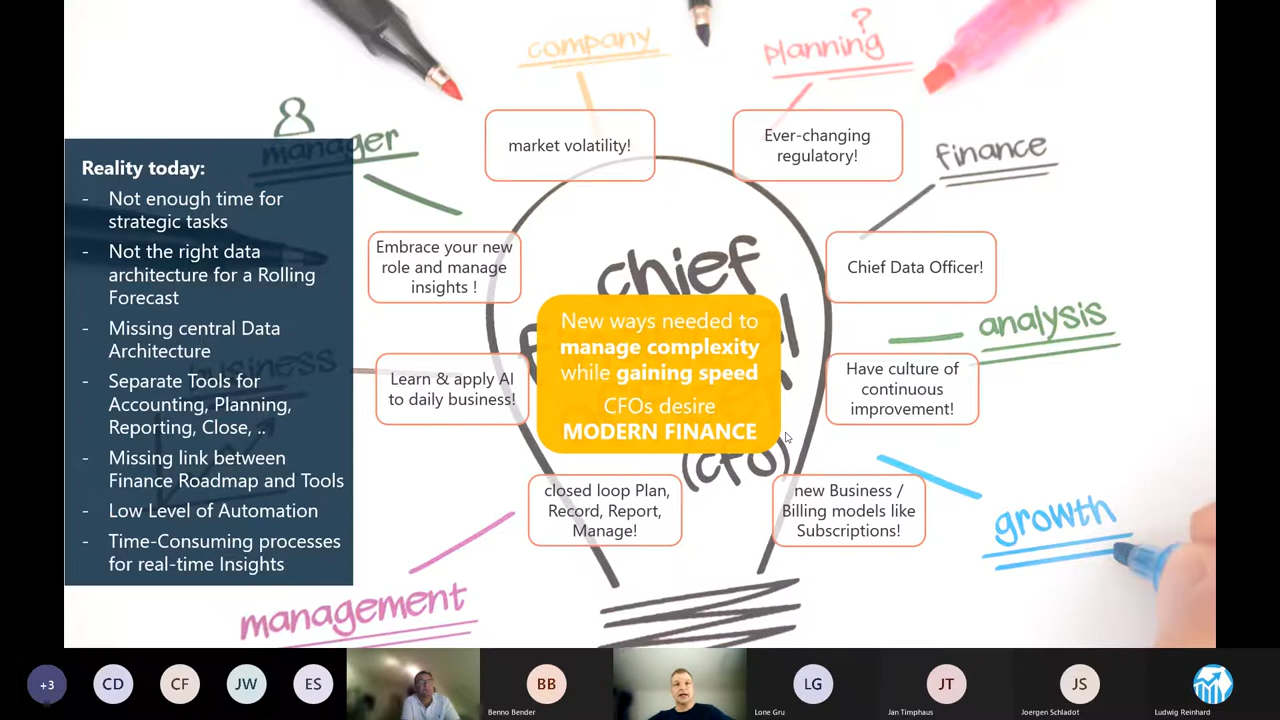 company
planning
?
manager
finance
market volatility!
Ever-changing
regulatory!
Reality today:
- Not enough time for
strategic tasks
- Not the right data
architecture for a Rolling
Forecast
- Missing central Data
Architecture
- Separate Tools for
Accounting, Planning,
Reporting, Close, ..
- Missing link between
Finance Roadmap and Tools
- Low Level of Automation
- Time-Consuming processes
for real-time Insights
business
Embrace your new
role and manage
insights !
Chief Data Officer!
chief
(CFO)
New ways needed to
manage complexity
while gaining speed
CFOs desire
MODERN FINANCE
analysis
Learn & apply AI
to daily business!
Have culture of
continuous
improvement!
closed loop Plan,
Record, Report,
Manage!
new Business /
Billing models like
Subscriptions!
growth
management
+3
CD
CF
JW
ES
BB
Benno Bender
LG
Lone Gru
JT
Jan Timphaus
JS
Joergen Schladot
Ludwig Reinhard